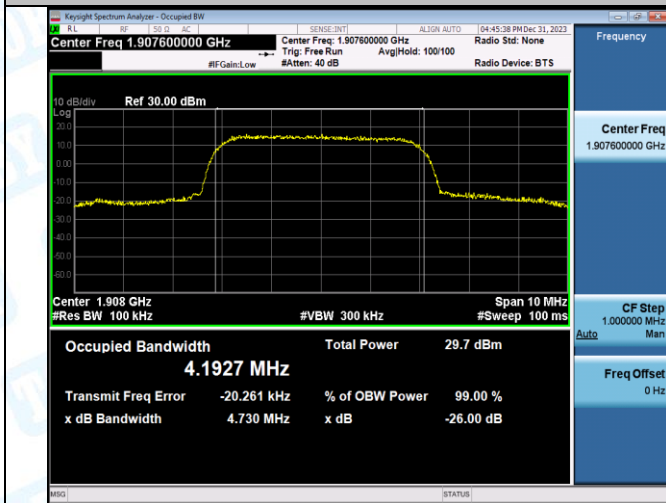 Keysight Spectrum Analyzer - Occupied BW
RL RF 50 Ω AC SENSE:INT ALIGN AUTO 04:45:38 PM Dec 31, 2023
Center Freq 1.907600000 GHz
Center Freq: 1.907600000 GHz Radio Std: None
Trig: Free Run Avg|Hold: 100/100
#IFGain:Low #Atten: 40 dB Radio Device: BTS
10 dB/div Ref 30.00 dBm
Log
20.0
10.0
0.00
-10.0
-20.0
-30.0
-40.0
-50.0
-60.0
Center 1.908 GHz Span 10 MHz
#Res BW 100 kHz #VBW 300 kHz #Sweep 100 ms
Occupied Bandwidth Total Power 29.7 dBm
4.1927 MHz
Transmit Freq Error -20.261 kHz % of OBW Power 99.00 %
x dB Bandwidth 4.730 MHz x dB -26.00 dB
MSG STATUS
Frequency
Center Freq
1.907600000 GHz
CF Step
1.000000 MHz
Auto Man
Freq Offset
0 Hz